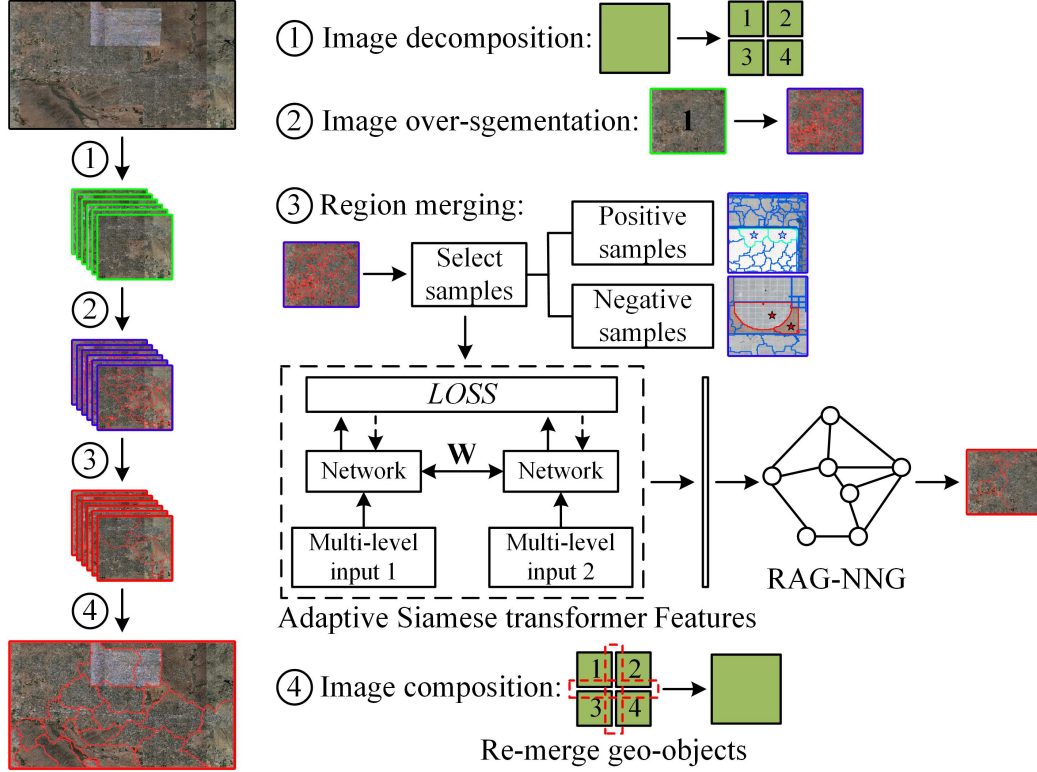 ① Image decomposition:
1 2
3 4
② Image over-sgementation:
1
①
③ Region merging:
Positive
samples
Select
samples
Negative
samples
②
LOSS
W
Network
Network
③
Multi-level
input 1
Multi-level
input 2
RAG-NNG
Adaptive Siamese transformer Features
④
④ Image composition:
1 2
3 4
Re-merge geo-objects